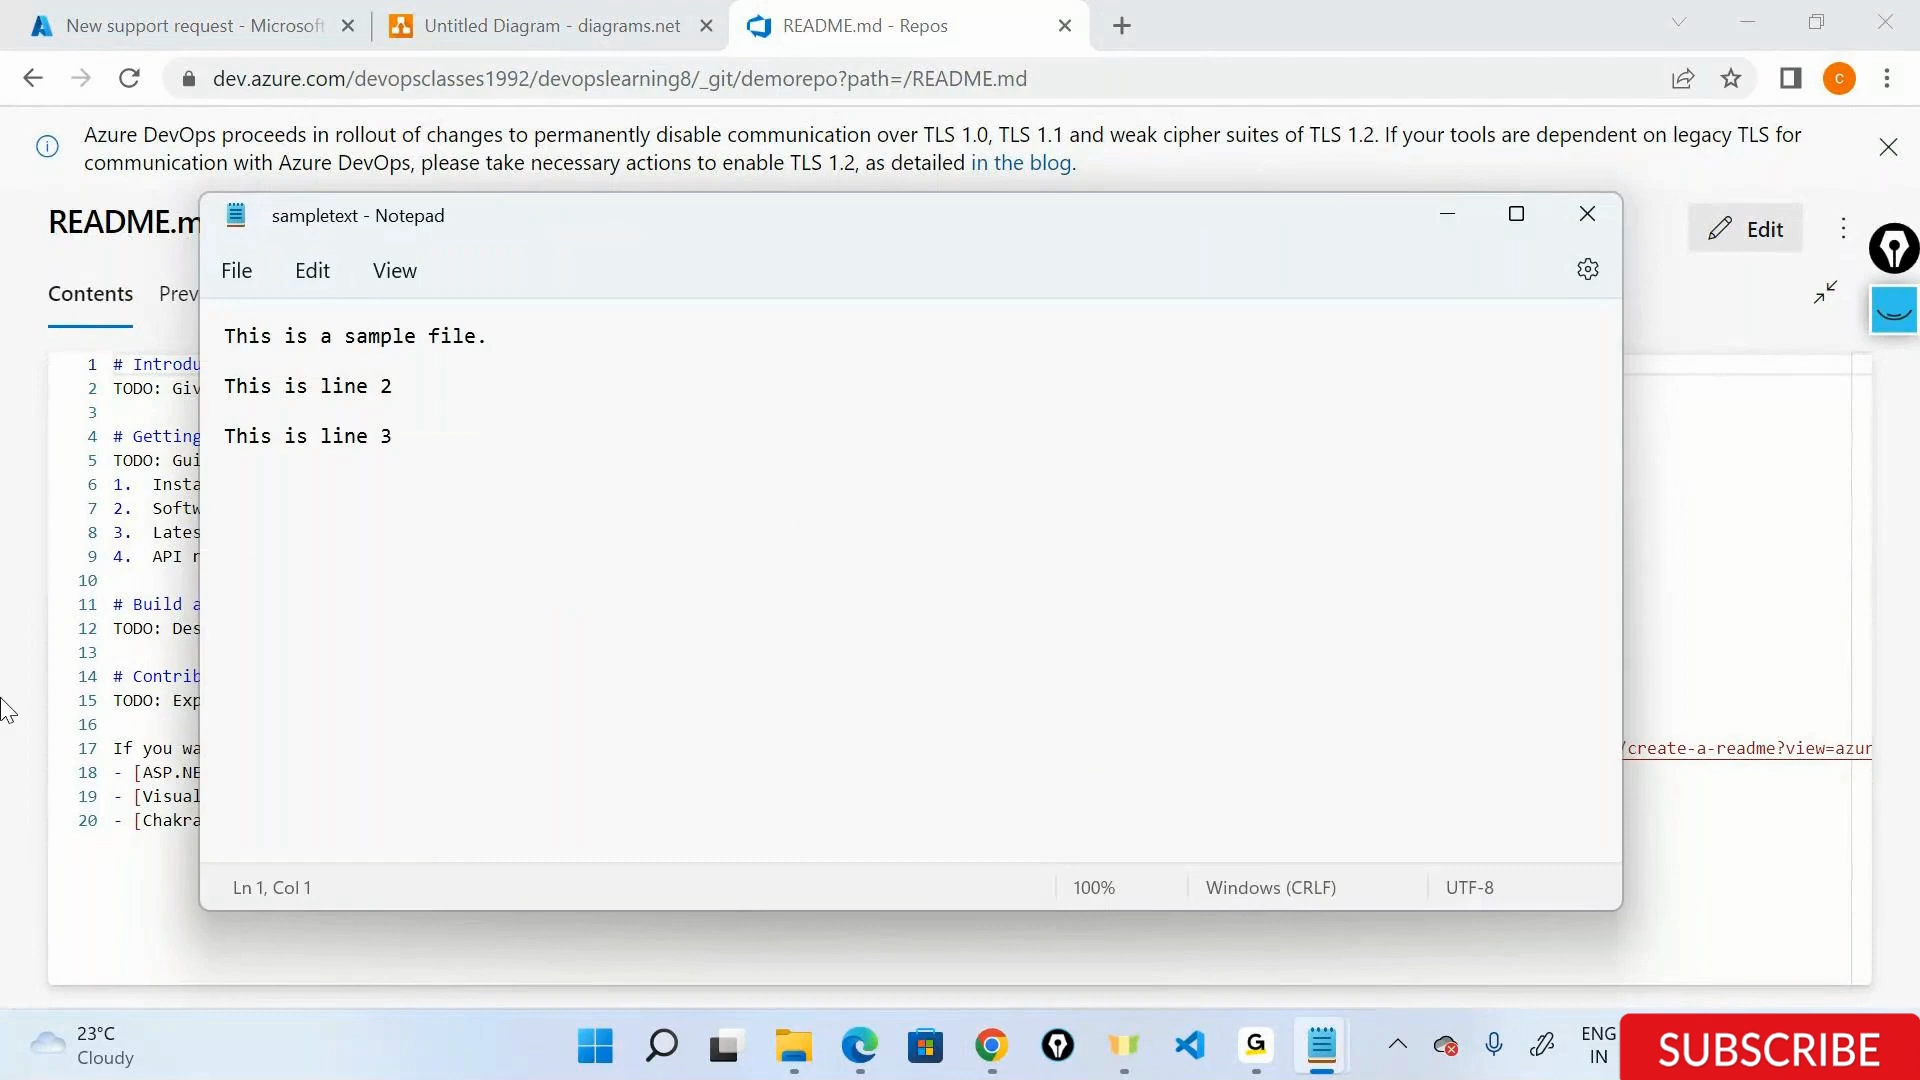 New support request - Microsoft
Untitled Diagram - diagrams.net
README.md - Repos
dev.azure.com/devopsclasses1992/devopslearning8/_git/demorepo?path=/README.md
C
Azure DevOps proceeds in rollout of changes to permanently disable communication over TLS 1.0, TLS 1.1 and weak cipher suites of TLS 1.2. If your tools are dependent on legacy TLS for
communication with Azure DevOps, please take necessary actions to enable TLS 1.2, as detailed in the blog.
README.m
Edit
Contents Prev
sampletext - Notepad
File Edit View
This is a sample file.
This is line 2
This is line 3
Ln 1, Col 1 100% Windows (CRLF) UTF-8
1 # Introdu
2 TODO: Giv
3
4 # Getting
5 TODO: Gui
6 1. Insta
7 2. Softw
8 3. Lates
9 4. API r
10
11 # Build a
12 TODO: Des
13
14 # Contrib
15 TODO: Exp
16
17 If you wa /create-a-readme?view=azur
18 - [ASP.NE
19 - [Visual
20 - [Chakra
23°C
Cloudy
G
ENG
IN
SUBSCRIBE